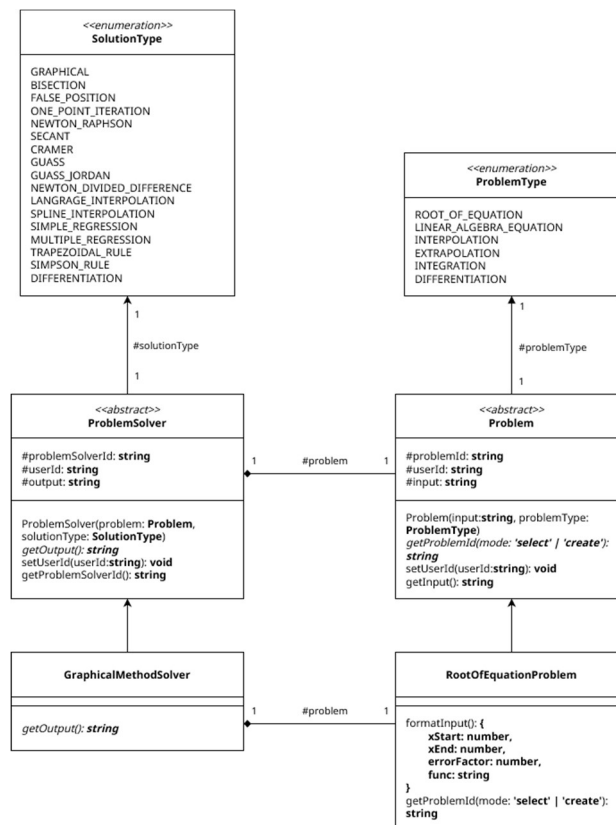 <<enumeration>>
SolutionType
GRAPHICAL
BISECTION
FALSE_POSITION
ONE_POINT_ITERATION
NEWTON_RAPHSON
SECANT
CRAMER
GUASS
GUASS_JORDAN
NEWTON_DIVIDED_DIFFERENCE
LANGRAGE_INTERPOLATION
SPLINE_INTERPOLATION
SIMPLE_REGRESSION
MULTIPLE_REGRESSION
TRAPEZOIDAL_RULE
SIMPSON_RULE
DIFFERENTIATION
<<enumeration>>
ProblemType
ROOT_OF_EQUATION
LINEAR_ALGEBRA_EQUATION
INTERPOLATION
EXTRAPOLATION
INTEGRATION
DIFFERENTIATION
1
#solutionType
1
1
#problemType
1
<<abstract>>
ProblemSolver
#problemSolverId: string
#userId: string
#output: string
ProblemSolver(problem: Problem,
solutionType: SolutionType)
getOutput(): string
setUserId(userId:string): void
getProblemSolverId(): string
1
#problem
1
<<abstract>>
Problem
#problemId: string
#userId: string
#input: string
Problem(input:string, problemType:
ProblemType)
getProblemId(mode: 'select' | 'create'):
string
setUserId(userId:string): void
getInput(): string
GraphicalMethodSolver
getOutput(): string
1
#problem
1
RootOfEquationProblem
formatInput(): {
xStart: number,
xEnd: number,
errorFactor: number,
func: string
}
getProblemId(mode: 'select' | 'create'):
string